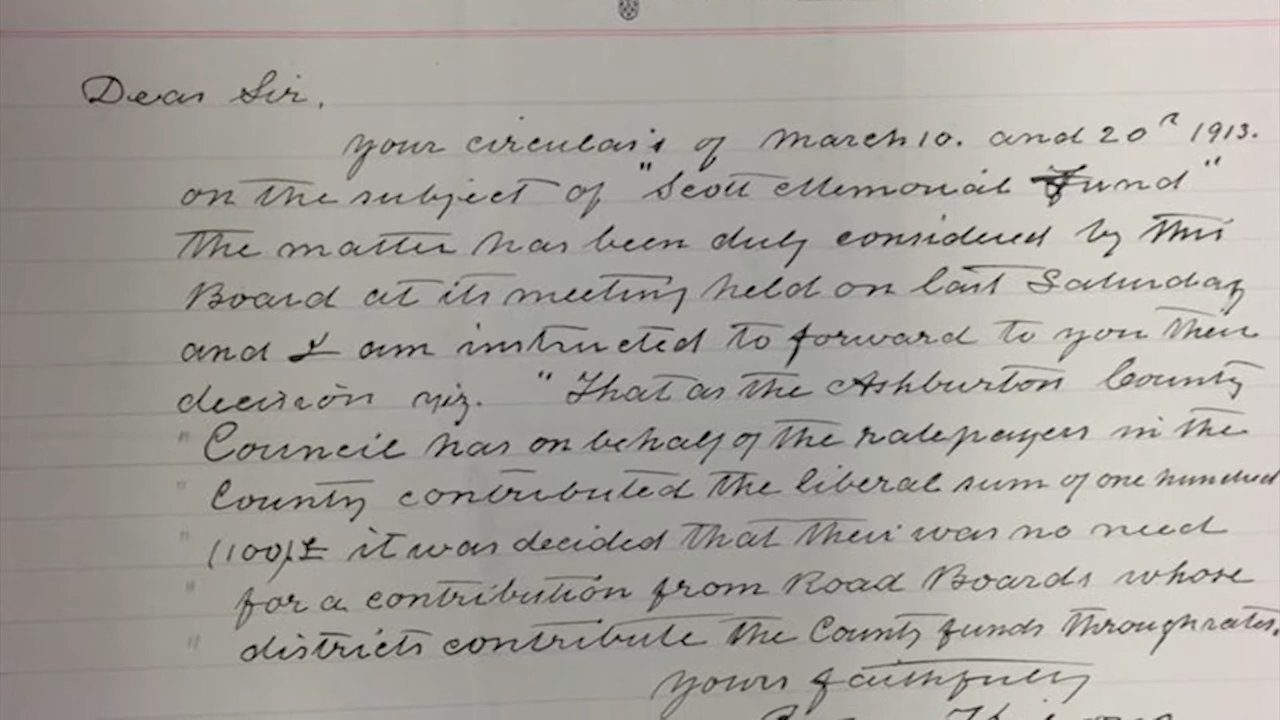 Dear Sir,
your circular's of March 10. and 20th 1913.
on the subject of "Scott Memorial Fund"
the matter has been duly considered by this
Board at its meeting held on last Saturday
and I am instructed to forward to you their
decision viz. "That as the Ashburton County
" Council has on behalf of the ratepayers in the
" County contributed the liberal sum of one hundred
" (100)£ it was decided that their was no need
" for a contribution from Road Boards whose
" districts contribute the County funds through rates.
yours faithfully